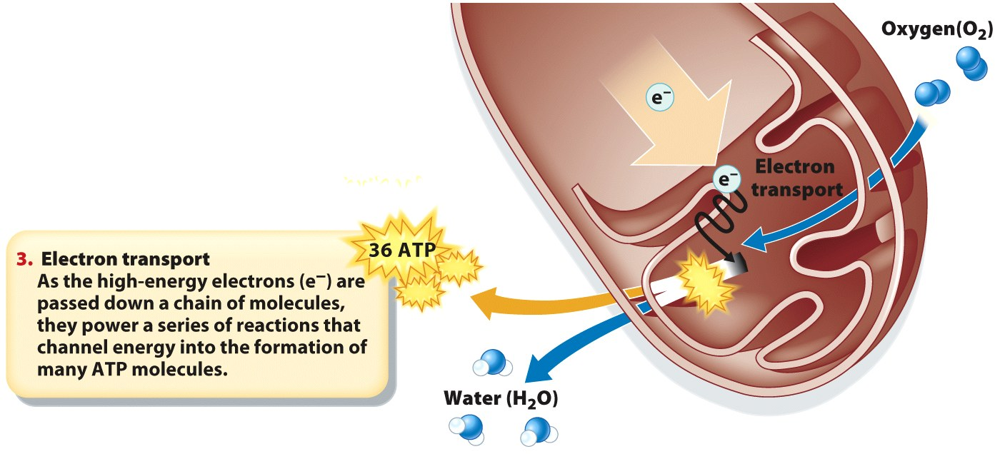 Oxygen(O₂)
e⁻
e⁻
Electron
transport
36 ATP
3. Electron transport
As the high-energy electrons (e⁻) are
passed down a chain of molecules,
they power a series of reactions that
channel energy into the formation of
many ATP molecules.
Water (H₂O)